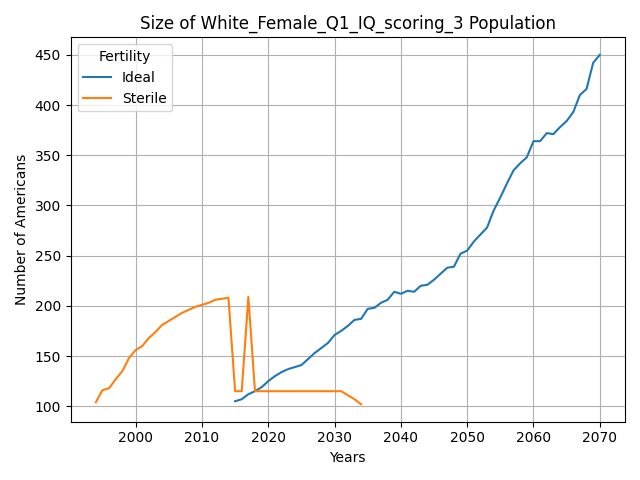 Size of White_Female_Q1_IQ_scoring_3 Population
Fertility
Ideal
Sterile
Number of Americans
450
400
350
300
250
200
150
100
2000
2010
2020
2030
2040
2050
2060
2070
Years